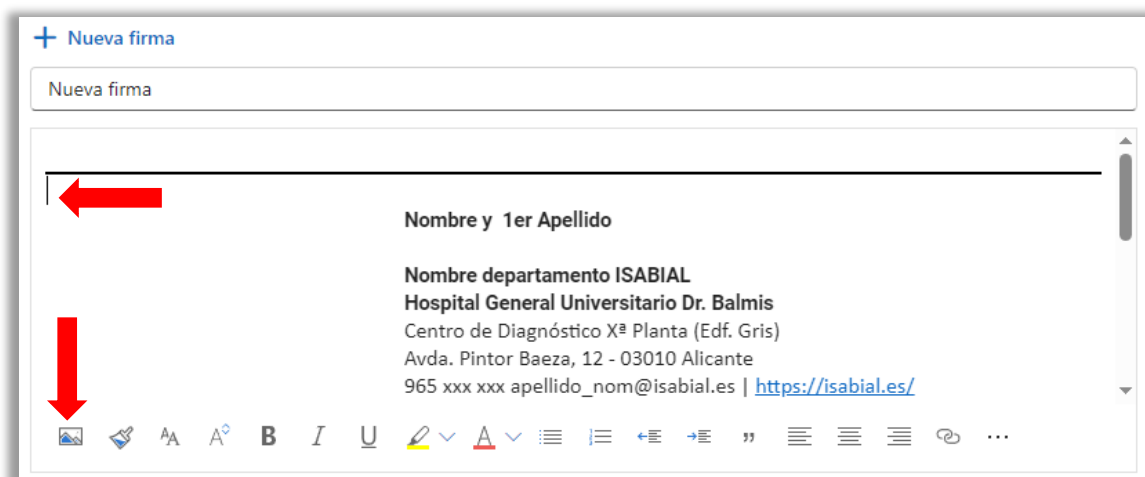 Nueva firma
Nueva firma
Nombre y 1er Apellido
Nombre departamento ISABIAL
Hospital General Universitario Dr. Balmis
Centro de Diagnóstico Xª Planta (Edf. Gris)
Avda. Pintor Baeza, 12 - 03010 Alicante
965 xxx xxx apellido_nom@isabial.es | https://isabial.es/